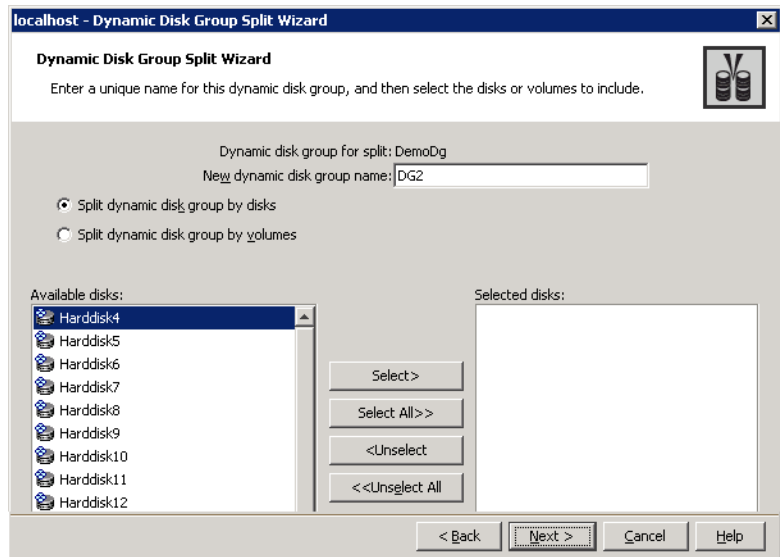 localhost - Dynamic Disk Group Split Wizard
Dynamic Disk Group Split Wizard
Enter a unique name for this dynamic disk group, and then select the disks or volumes to include.
Dynamic disk group for split: DemoDg
New dynamic disk group name: DG2
Split dynamic disk group by disks
Split dynamic disk group by volumes
Available disks:
Harddisk4
Harddisk5
Harddisk6
Harddisk7
Harddisk8
Harddisk9
Harddisk10
Harddisk11
Harddisk12
Select>
Select All>>
<Unselect
<<Unselect All
Selected disks:
< Back
Next >
Cancel
Help